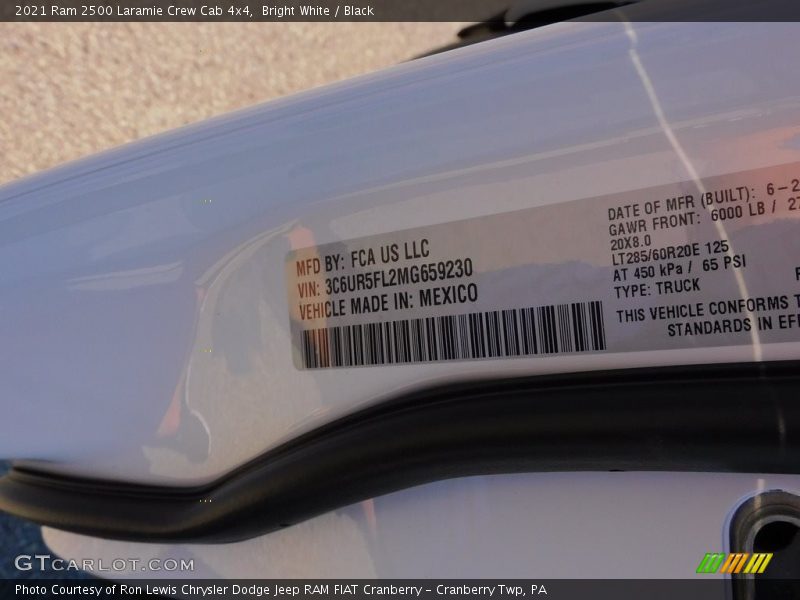 2021 Ram 2500 Laramie Crew Cab 4x4,  Bright White / Black
MFD BY: FCA US LLC
VIN: 3C6UR5FL2MG659230
VEHICLE MADE IN: MEXICO
DATE OF MFR (BUILT): 6-2
GAWR FRONT: 6000 LB / 27
20X8.0
LT285/60R20E 125
AT 450 kPa / 65 PSI
TYPE: TRUCK
THIS VEHICLE CONFORMS T
STANDARDS IN EFF
GTCARLOT.COM
Photo Courtesy of Ron Lewis Chrysler Dodge Jeep RAM FIAT Cranberry – Cranberry Twp, PA